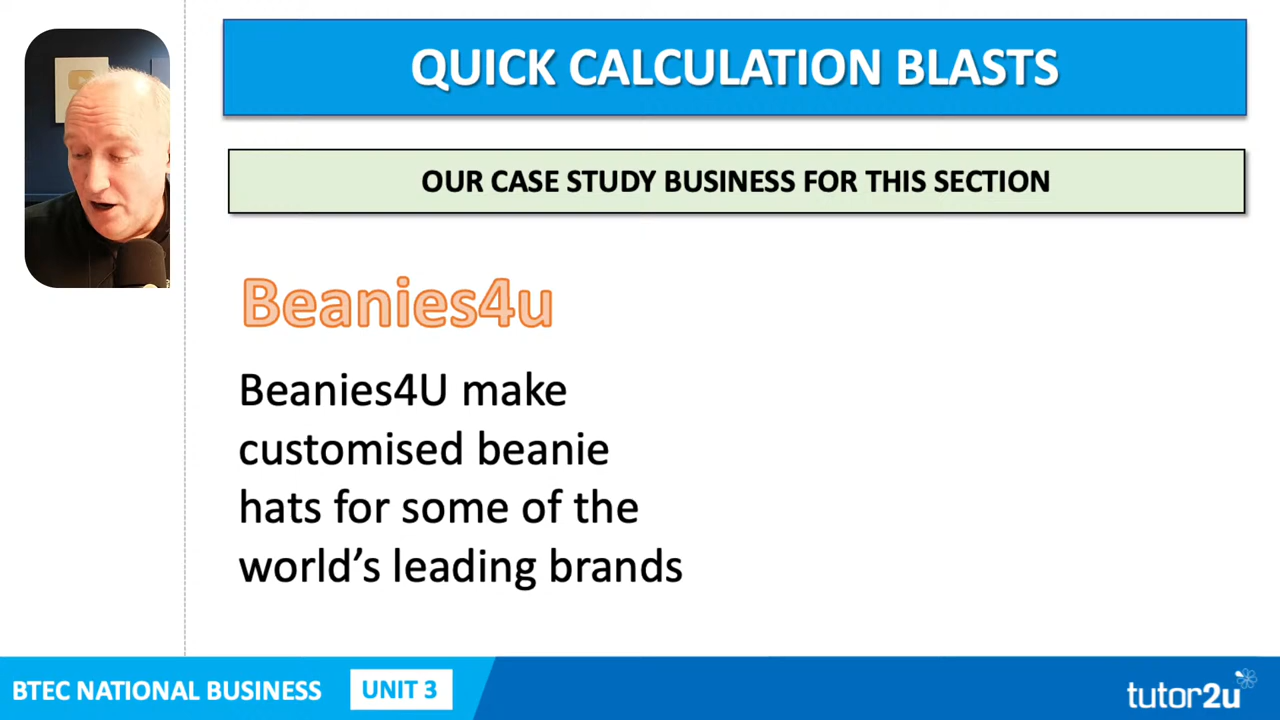 QUICK CALCULATION BLASTS
OUR CASE STUDY BUSINESS FOR THIS SECTION
Beanies4u
Beanies4U make
customised beanie
hats for some of the
world’s leading brands
BTEC NATIONAL BUSINESS UNIT 3
tutor2u